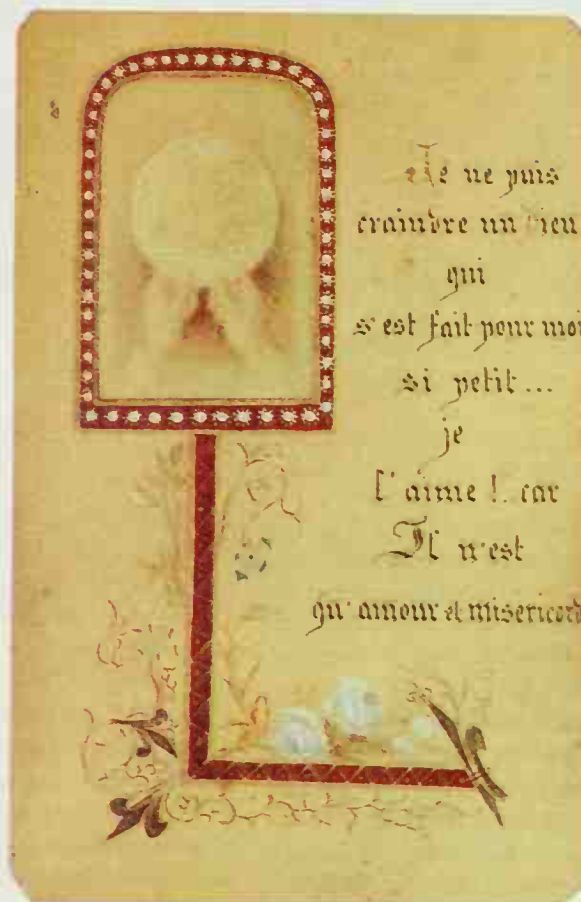 Je ne puis
craindre un Dieu
qui
s'est fait pour moi
si petit...
je
l'aime !. car
Il n'est
qu'amour et miséricord